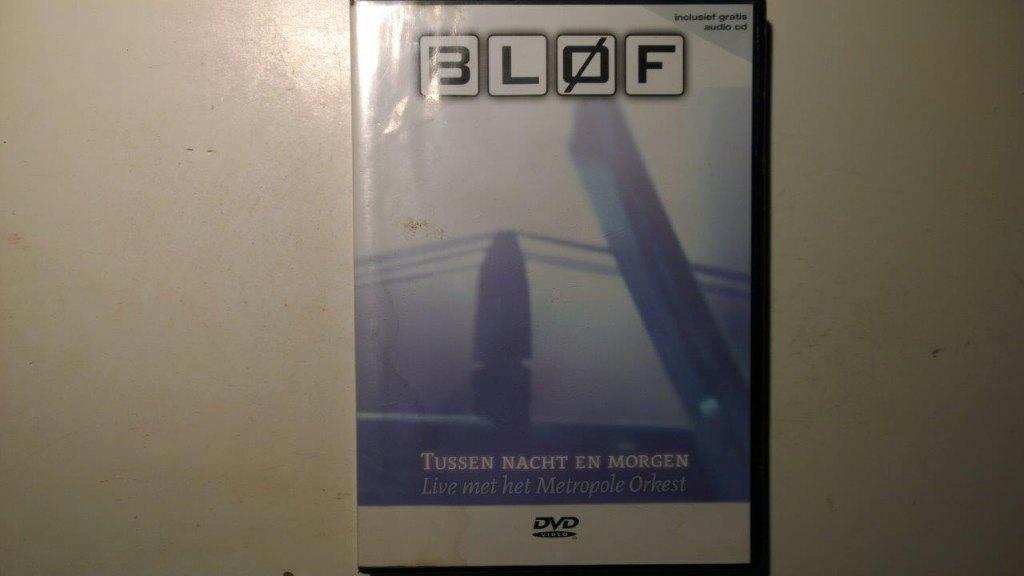 inclusief gratis
audio cd
BLØF
TUSSEN NACHT EN MORGEN
Live met het Metropole Orkest
DVD
VIDEO